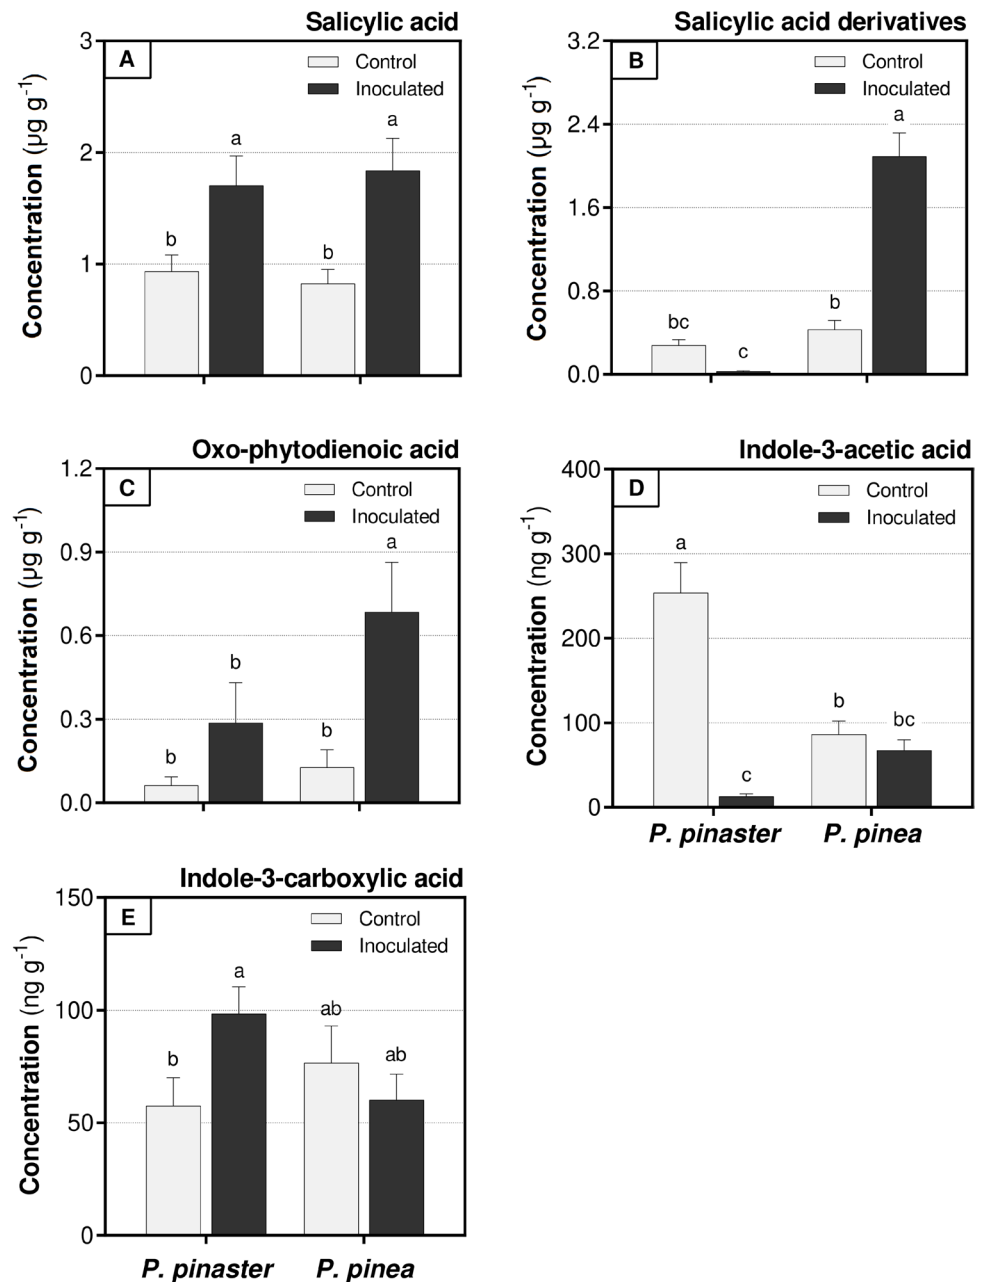 Salicylic acid
A
Control
Inoculated
Concentration (µg g-1)
3
2
1
0
b
a
b
a
Salicylic acid derivatives
B
Control
Inoculated
Concentration (µg g-1)
3.2
2.4
1.6
0.8
0.0
bc
c
b
a
Oxo-phytodienoic acid
C
Control
Inoculated
Concentration (µg g-1)
1.2
0.9
0.6
0.3
0.0
b
b
b
a
Indole-3-acetic acid
D
Control
Inoculated
Concentration (ng g-1)
400
300
200
100
0
a
c
b
bc
P. pinaster P. pinea
Indole-3-carboxylic acid
E
Control
Inoculated
Concentration (ng g-1)
150
100
50
0
b
a
ab
ab
P. pinaster P. pinea